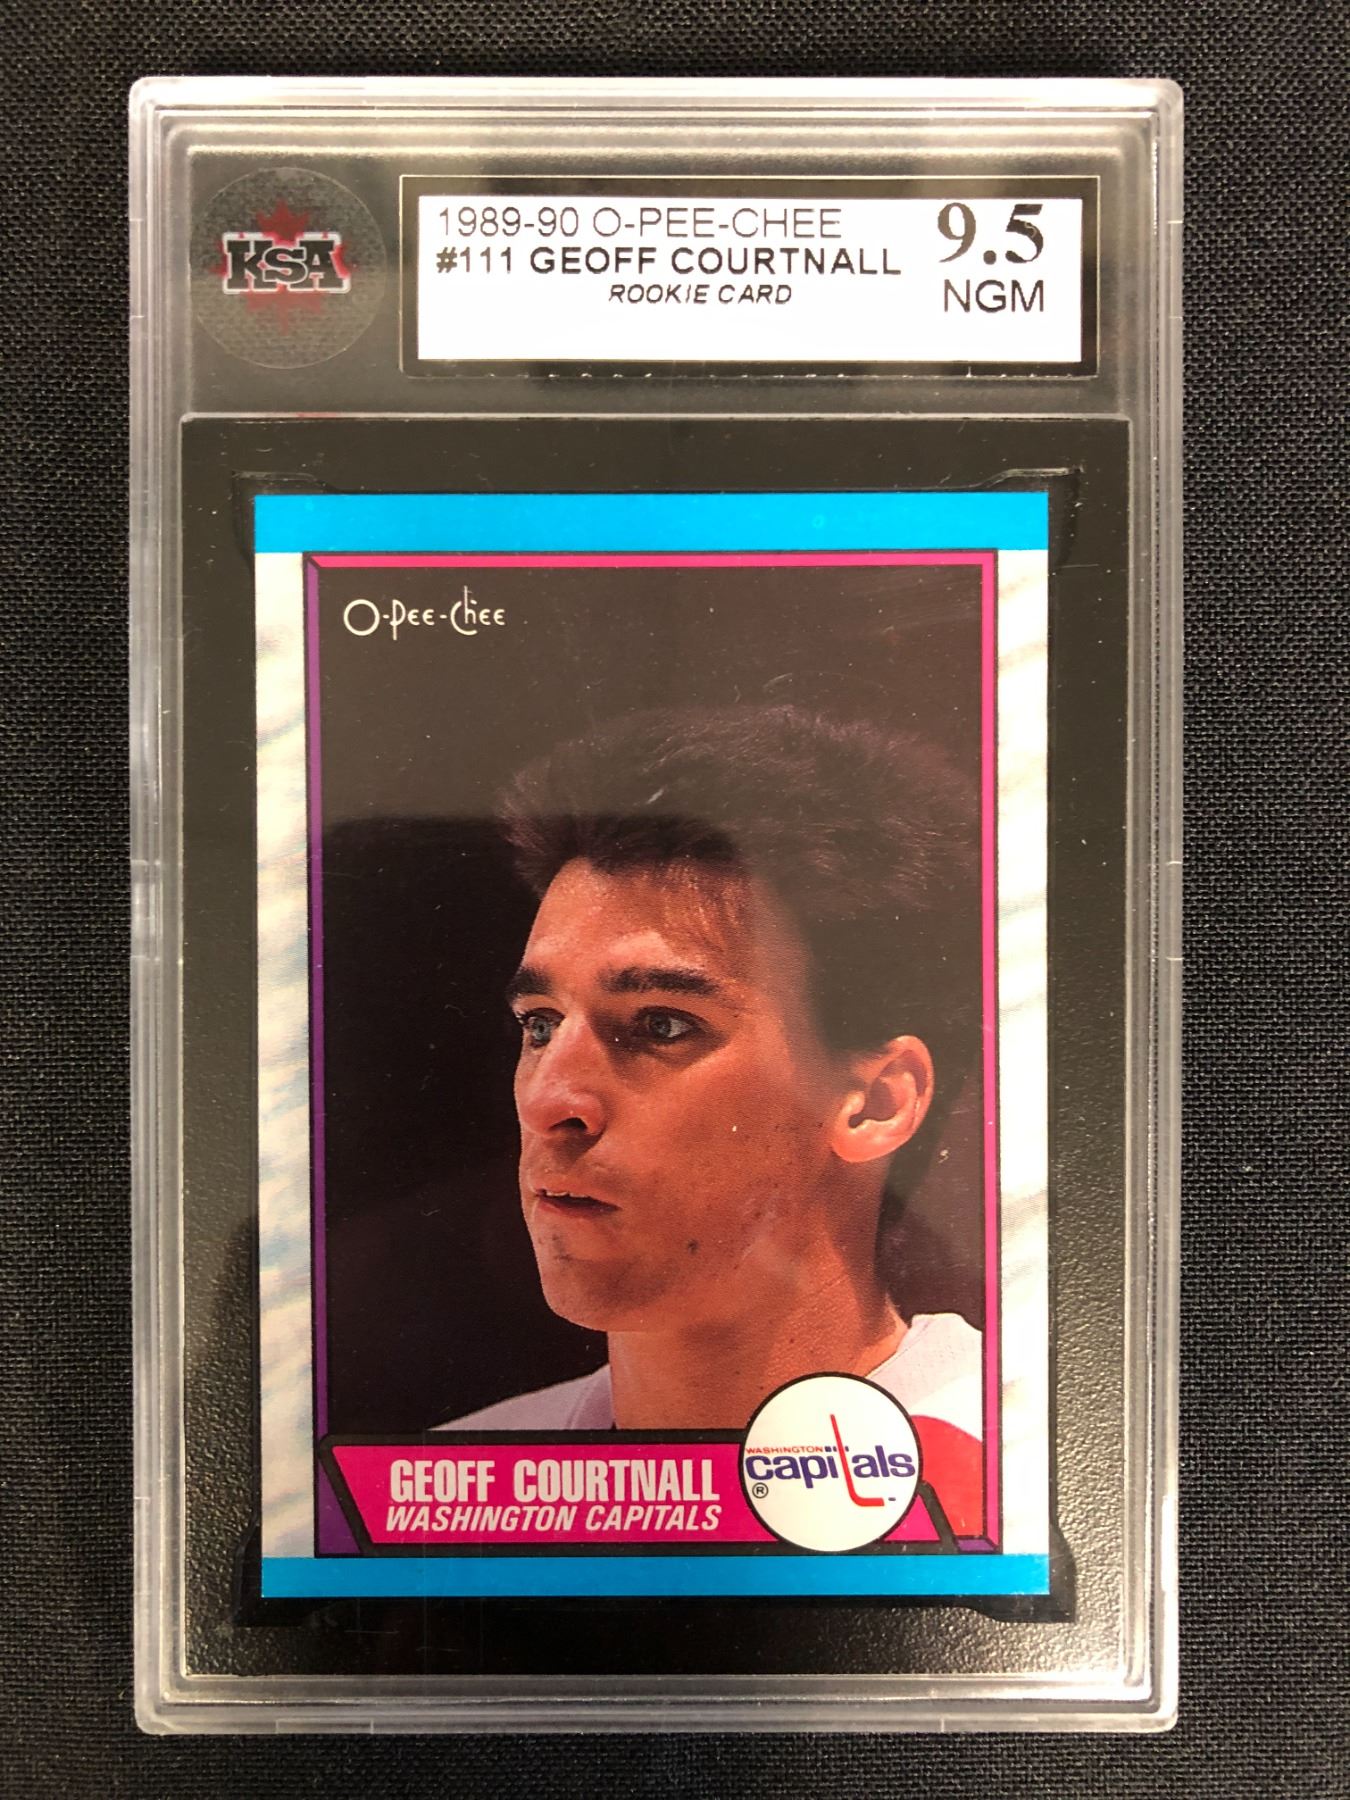 KSA
1989-90 O-PEE-CHEE
9.5
#111 GEOFF COURTNALL
ROOKIE CARD
NGM
O-Pee-Chee
WASHINGTON
capitals
®
GEOFF COURTNALL
WASHINGTON CAPITALS